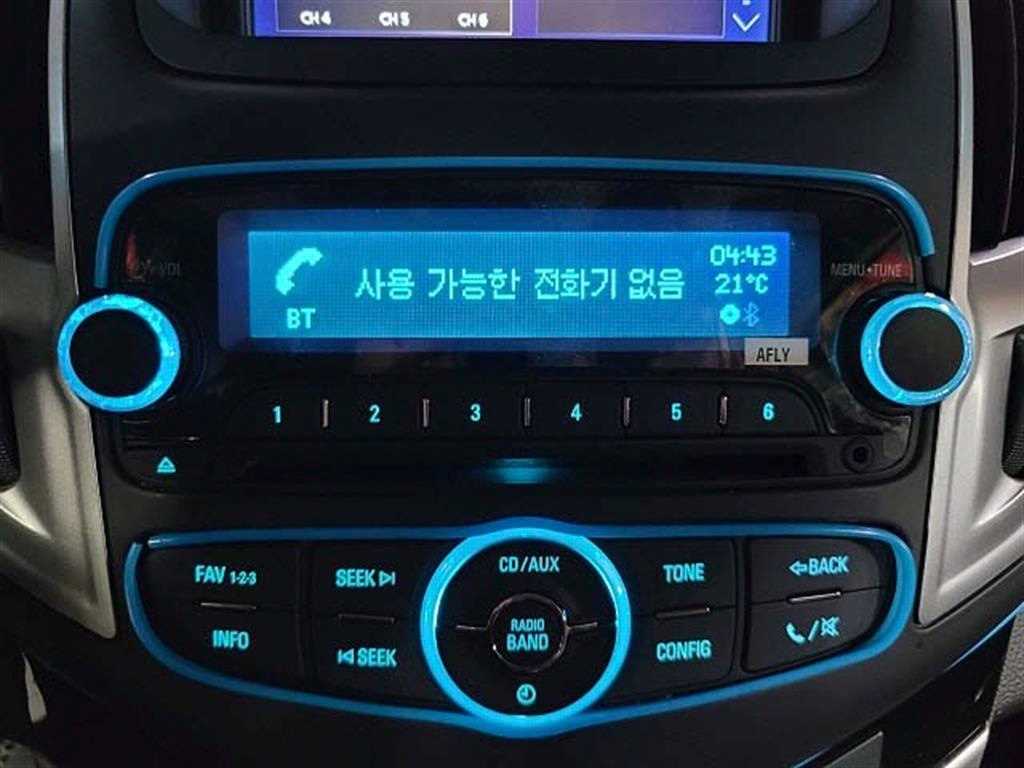 CH4 CH5 CH6
04:43
사용 가능한 전화기 없음
21°C
BT
MENU•TUNE
AFLY
1 2 3 4 5 6
CD/AUX
FAV 1-2-3
SEEK
TONE
BACK
RADIO
BAND
INFO
SEEK
CONFIG